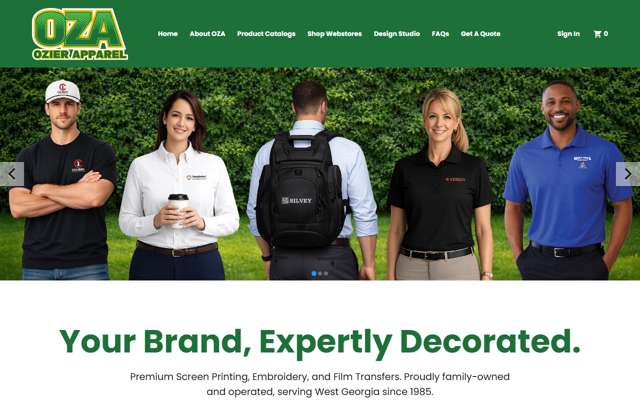 OZA
OZIER APPAREL
Home About OZA Product Catalogs Shop Webstores Design Studio FAQs Get A Quote Sign In 0
SILVEY
Your Brand, Expertly Decorated.
Premium Screen Printing, Embroidery, and Film Transfers. Proudly family-owned
and operated, serving West Georgia since 1985.